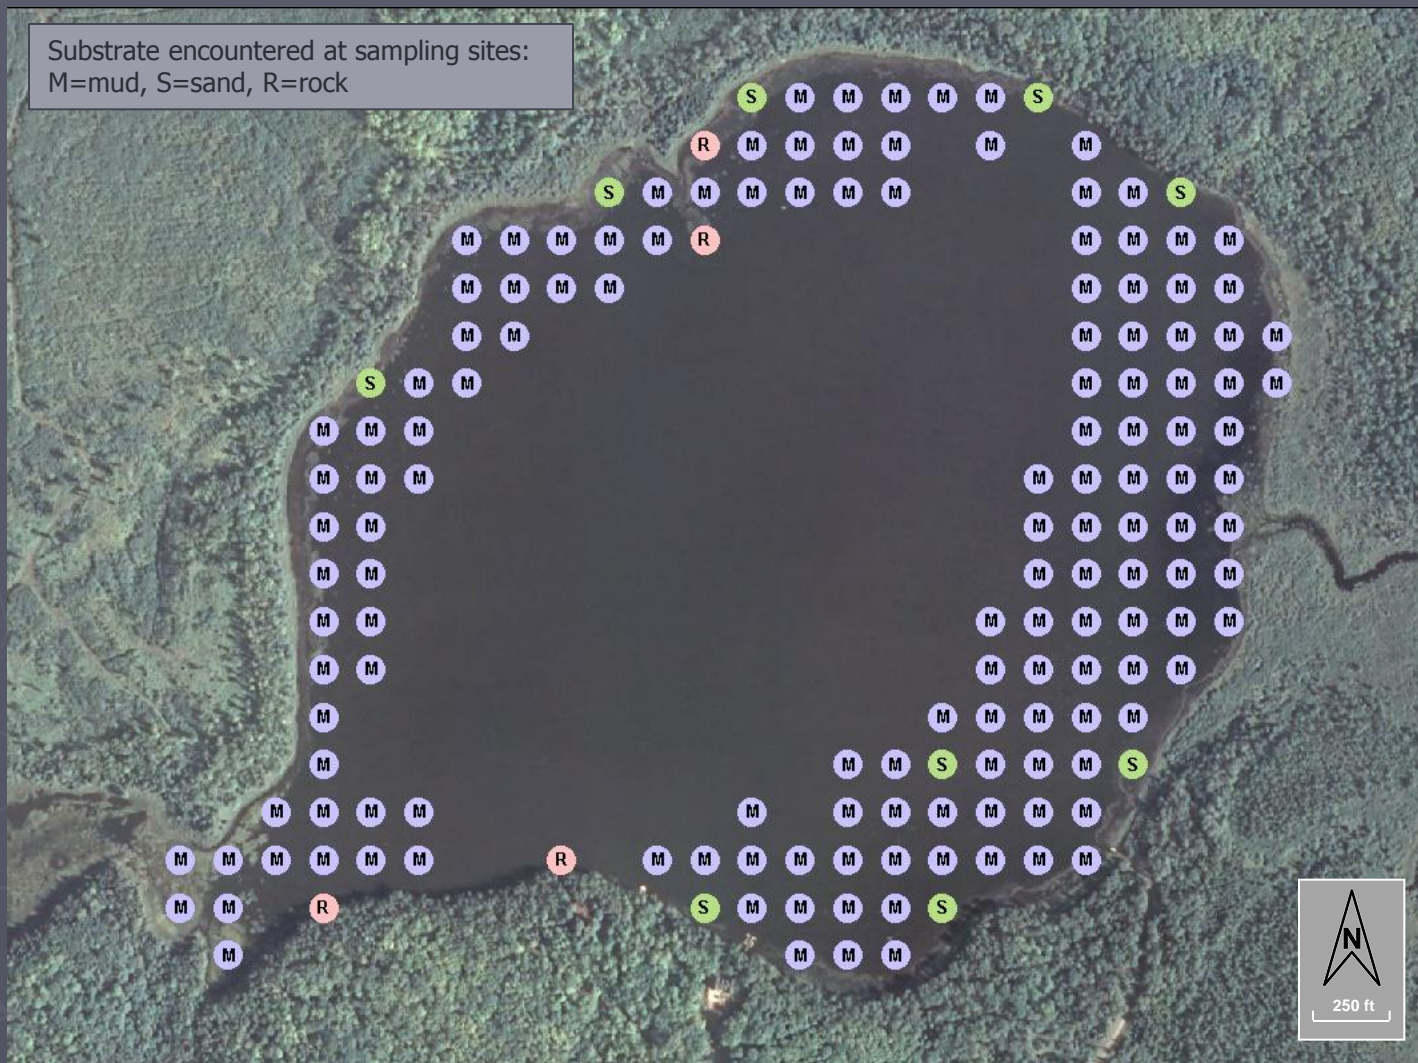 Substrate encountered at sampling sites:
M=mud, S=sand, R=rock
S M M M M M S
R M M M M M M
S M M M M M M M M S
M M M M M R M M M M
M M M M M M M M
M M M M M M M
S M M M M M M M
M M M M M M M
M M M M M M M M
M M M M M M M
M M M M M M M
M M M M M M M M
M M M M M M M
M M M M M M
M M M S M M M S
M M M M M M M M M M M
M M M M M M R M M M M M M M M M M
M M R S M M M M S
M M M M
N
250 ft